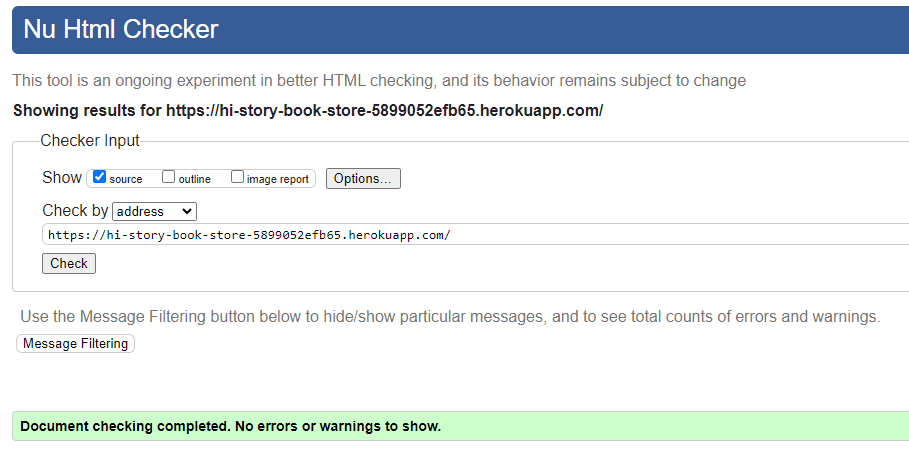 Nu Html Checker
This tool is an ongoing experiment in better HTML checking, and its behavior remains subject to change
Showing results for https://hi-story-book-store-5899052efb65.herokuapp.com/
Checker Input
Show source outline image report Options...
Check by address
https://hi-story-book-store-5899052efb65.herokuapp.com/
Check
Use the Message Filtering button below to hide/show particular messages, and to see total counts of errors and warnings.
Message Filtering
Document checking completed. No errors or warnings to show.